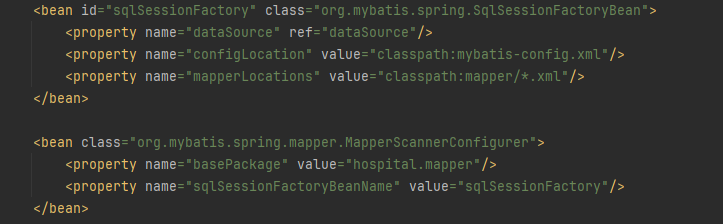 <bean id="sqlSessionFactory" class="org.mybatis.spring.SqlSessionFactoryBean">
    <property name="dataSource" ref="dataSource"/>
    <property name="configLocation" value="classpath:mybatis-config.xml"/>
    <property name="mapperLocations" value="classpath:mapper/*.xml"/>
</bean>

<bean class="org.mybatis.spring.mapper.MapperScannerConfigurer">
    <property name="basePackage" value="hospital.mapper"/>
    <property name="sqlSessionFactoryBeanName" value="sqlSessionFactory"/>
</bean>